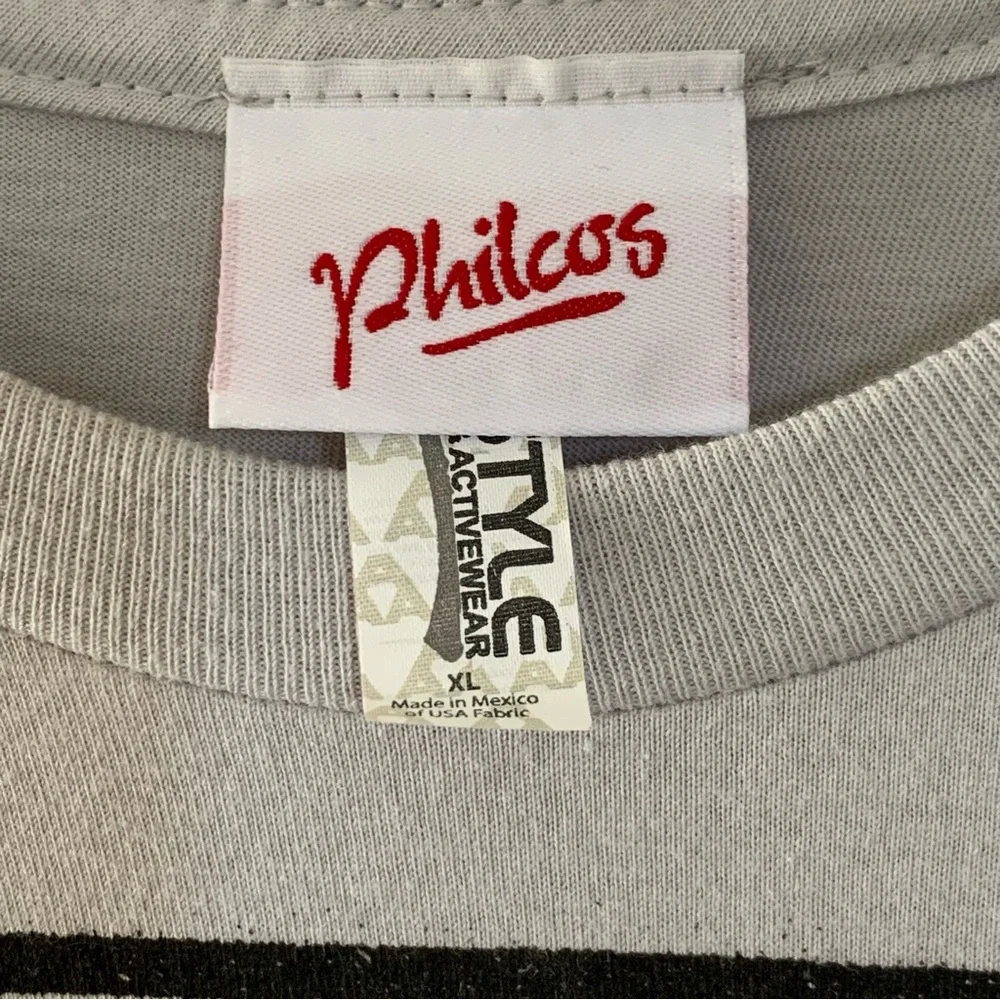 Philcos
STYLE
ACTIVEWEAR
XL
Made in Mexico
of USA Fabric